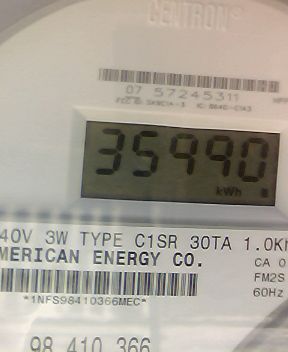 CENTRON®
07 57245311
35990
kWh
40V 3W TYPE C1SR 30TA 1.0K
MERICAN ENERGY CO.
CA 0
FM2S
60Hz
*1NFS98410366MEC*
98 410 366